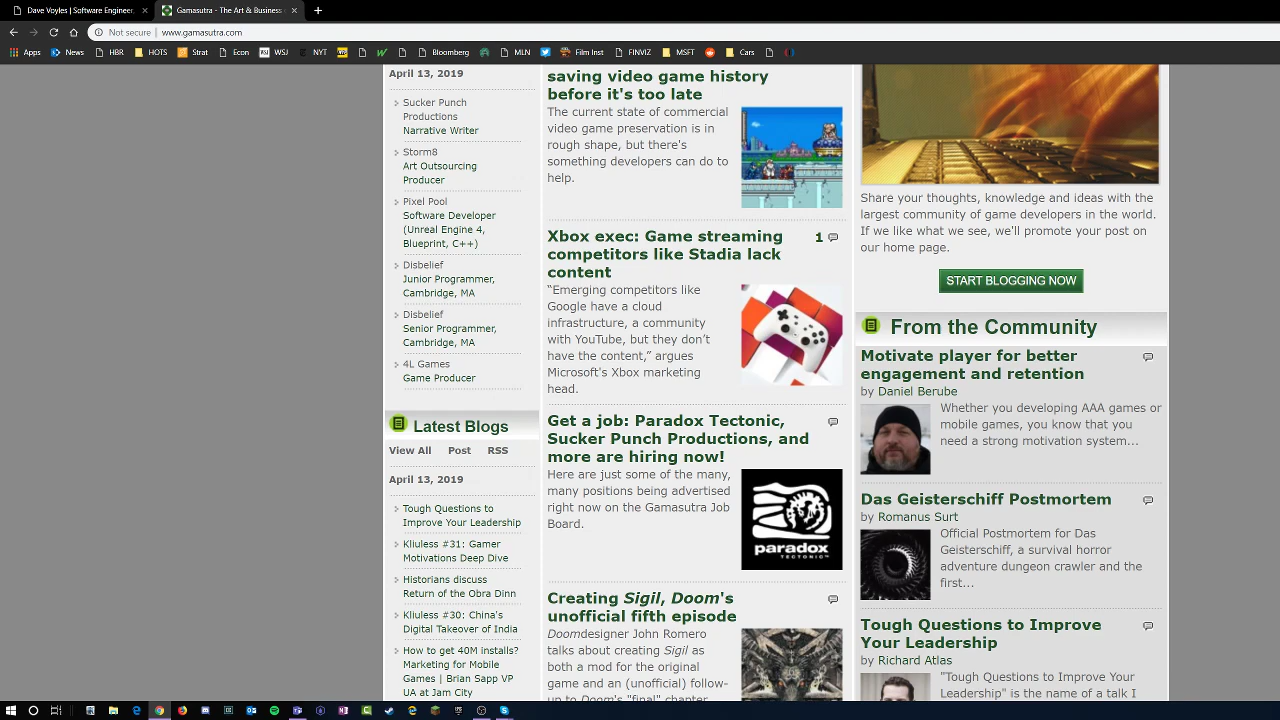 Dave Voyles | Software Engineer,
Gamasutra - The Art & Business
Not secure | www.gamasutra.com
Apps
News
HBR
HOTS
Strat
Econ
WSJ
NYT
Strat
Bloomberg
MLN
Film Inst
FINVIZ
MSFT
Cars
April 13, 2019
Sucker Punch
Productions
Narrative Writer
Storm8
Art Outsourcing
Producer
Pixel Pool
Software Developer
(Unreal Engine 4,
Blueprint, C++)
Disbelief
Junior Programmer,
Cambridge, MA
Disbelief
Senior Programmer,
Cambridge, MA
4L Games
Game Producer
Latest Blogs
View All Post RSS
April 13, 2019
Tough Questions to
Improve Your Leadership
Kliuless #31: Gamer
Motivations Deep Dive
Historians discuss
Return of the Obra Dinn
Kliuless #30: China's
Digital Takeover of India
How to get 40M installs?
Marketing for Mobile
Games | Brian Sapp VP
UA at Jam City
saving video game history
before it's too late
The current state of commercial
video game preservation is in
rough shape, but there's
something developers can do to
help.
Xbox exec: Game streaming 1
competitors like Stadia lack
content
“Emerging competitors like
Google have a cloud
infrastructure, a community
with YouTube, but they don’t
have the content,” argues
Microsoft's Xbox marketing
head.
Get a job: Paradox Tectonic,
Sucker Punch Productions, and
more are hiring now!
Here are just some of the many,
many positions being advertised
right now on the Gamasutra Job
Board.
paradox
TECTONIC
Creating Sigil, Doom's
unofficial fifth episode
Doomdesigner John Romero
talks about creating Sigil as
both a mod for the original
game and an (unofficial) follow-
up to Doom's "final" chapter
Share your thoughts, knowledge and ideas with the
largest community of game developers in the world.
If we like what we see, we'll promote your post on
our home page.
START BLOGGING NOW
From the Community
Motivate player for better
engagement and retention
by Daniel Berube
Whether you developing AAA games or
mobile games, you know that you
need a strong motivation system...
Das Geisterschiff Postmortem
by Romanus Surt
Official Postmortem for Das
Geisterschiff, a survival horror
adventure dungeon crawler and the
first...
Tough Questions to Improve
Your Leadership
by Richard Atlas
"Tough Questions to Improve Your
Leadership" is the name of a talk I